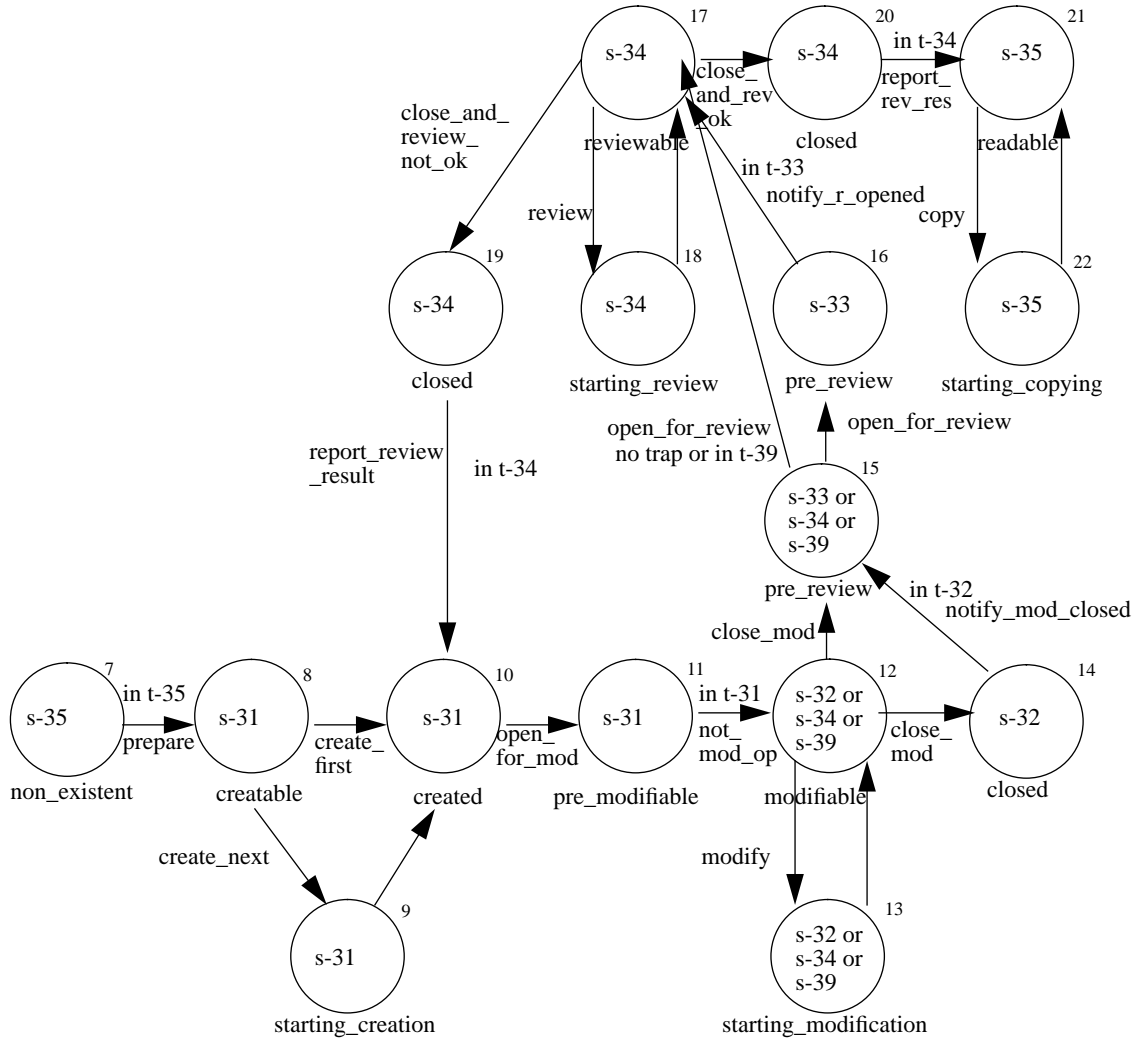 17
20
21
in t-34
s-34
s-34
s-35
close_
and_rev
_ok
report_
rev_res
close_and_
review_
not_ok
reviewable
closed
readable
in t-33
notify_r_opened
review
copy
19
18
16
22
s-34
s-34
s-33
s-35
closed
starting_review
pre_review
starting_copying
open_for_review
no trap or in t-39
open_for_review
report_review
_result
in t-34
15
s-33 or
s-34 or
s-39
pre_review
in t-32
notify_mod_closed
close_mod
7
8
10
11
12
14
in t-35
in t-31
s-35
s-31
s-31
s-31
s-32 or
s-34 or
s-39
s-32
prepare
create_
first
open_
for_mod
not_
mod_op
close_
mod
non_existent
creatable
created
pre_modifiable
modifiable
closed
create_next
modify
9
13
s-31
s-32 or
s-34 or
s-39
starting_creation
starting_modification